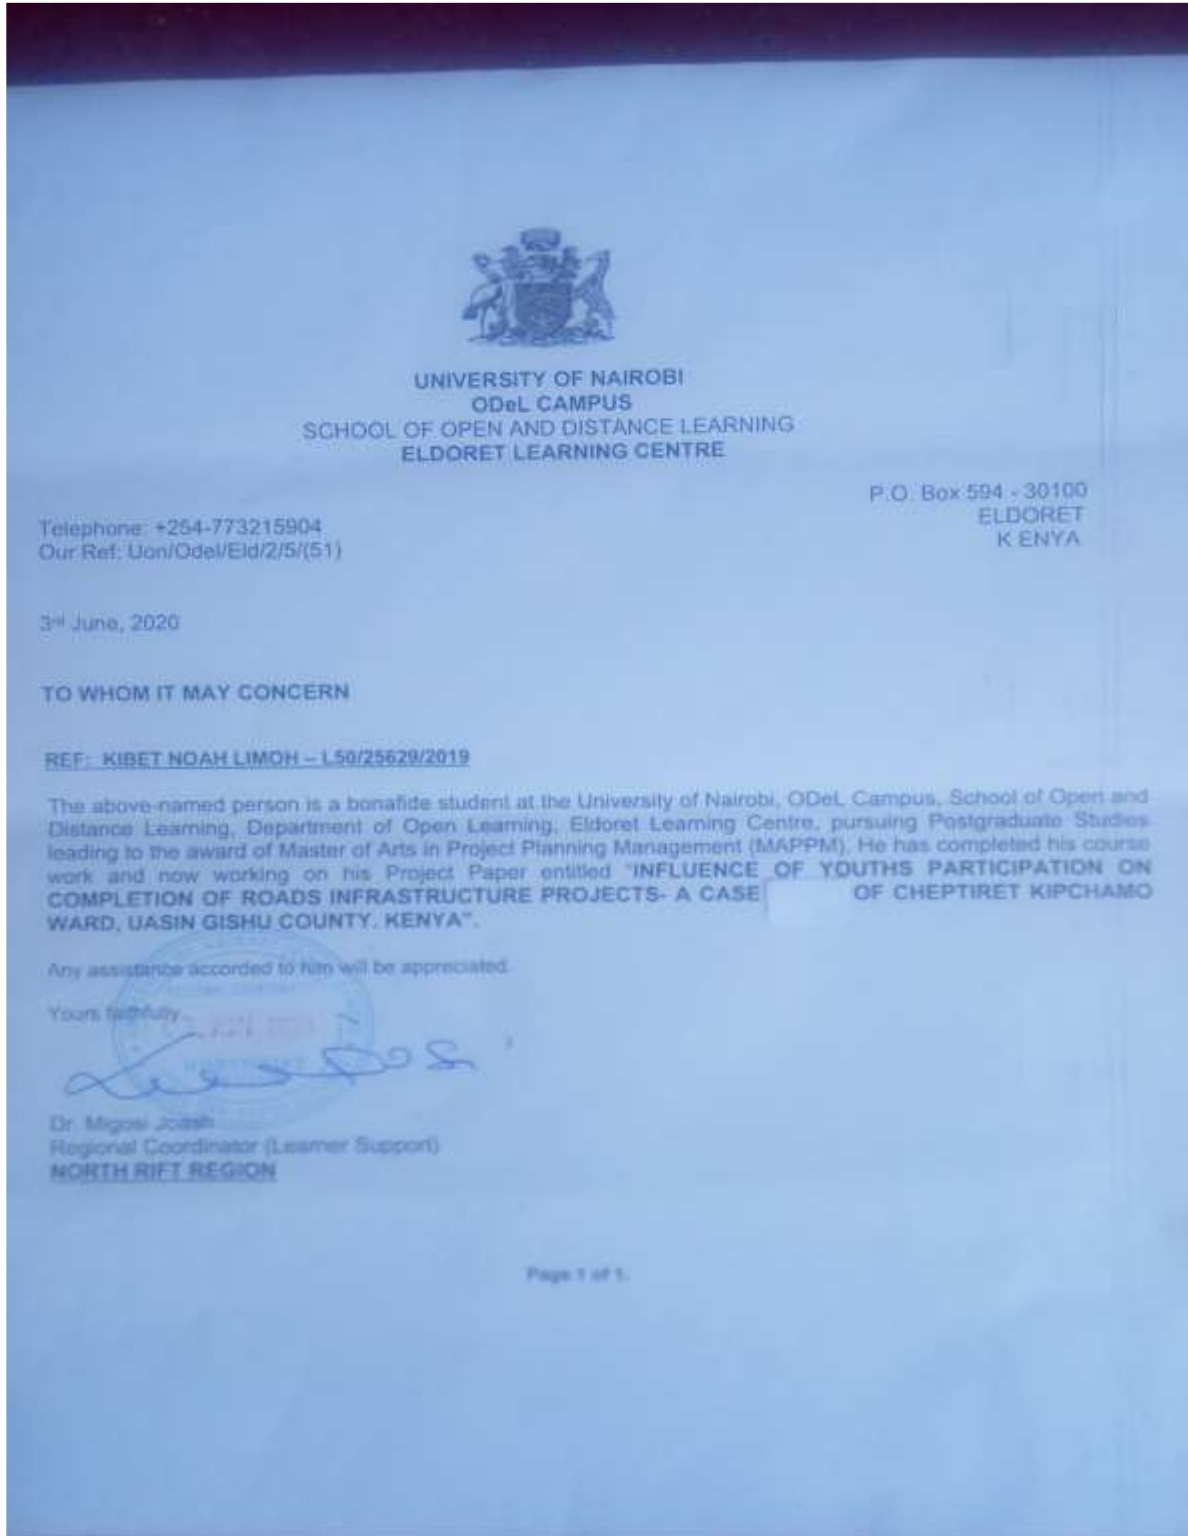 UNIVERSITY OF NAIROBI
ODeL CAMPUS
SCHOOL OF OPEN AND DISTANCE LEARNING
ELDORET LEARNING CENTRE
P.O. Box 594 - 30100
ELDORET
K ENYA
Telephone: +254-773215904
Our Ref: Uon/Odel/Eld/2/5/(51)
3rd June, 2020
TO WHOM IT MAY CONCERN
REF: KIBET NOAH LIMOH – L50/25629/2019
The above-named person is a bonafide student at the University of Nairobi, ODeL Campus, School of Open and
Distance Learning, Department of Open Learning, Eldoret Learning Centre, pursuing Postgraduate Studies
leading to the award of Master of Arts in Project Planning Management (MAPPM). He has completed his course
work and now working on his Project Paper entitled "INFLUENCE OF YOUTHS PARTICIPATION ON
COMPLETION OF ROADS INFRASTRUCTURE PROJECTS- A CASE OF CHEPTIRET KIPCHAMO
WARD, UASIN GISHU COUNTY. KENYA".
Any assistance accorded to him will be appreciated.
Yours faithfully
Dr. Migosi Joash
Regional Coordinator (Learner Support)
NORTH RIFT REGION
Page 1 of 1.